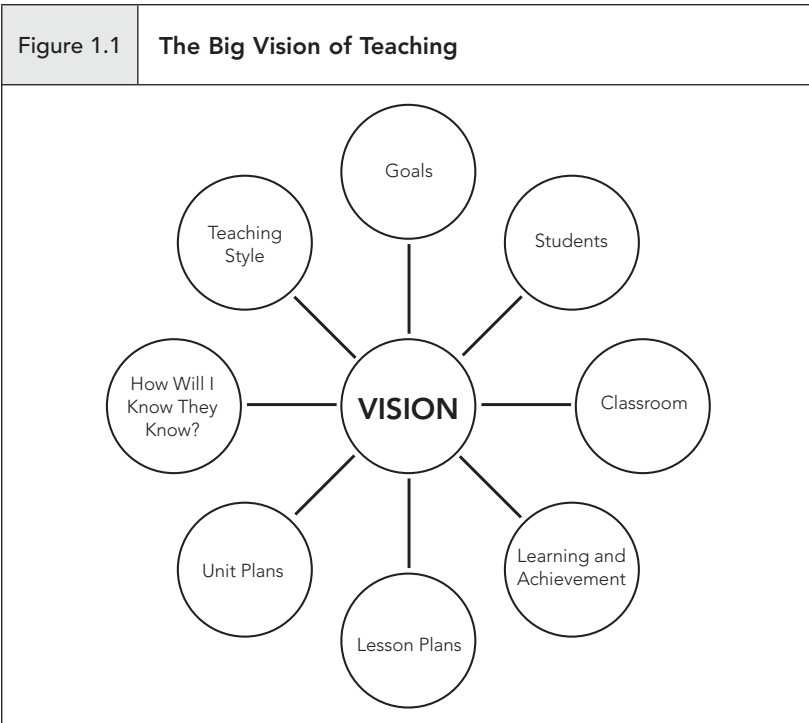 Figure 1.1
The Big Vision of Teaching
Goals
Students
Classroom
Learning and
Achievement
Lesson Plans
Unit Plans
How Will I
Know They
Know?
Teaching
Style
VISION